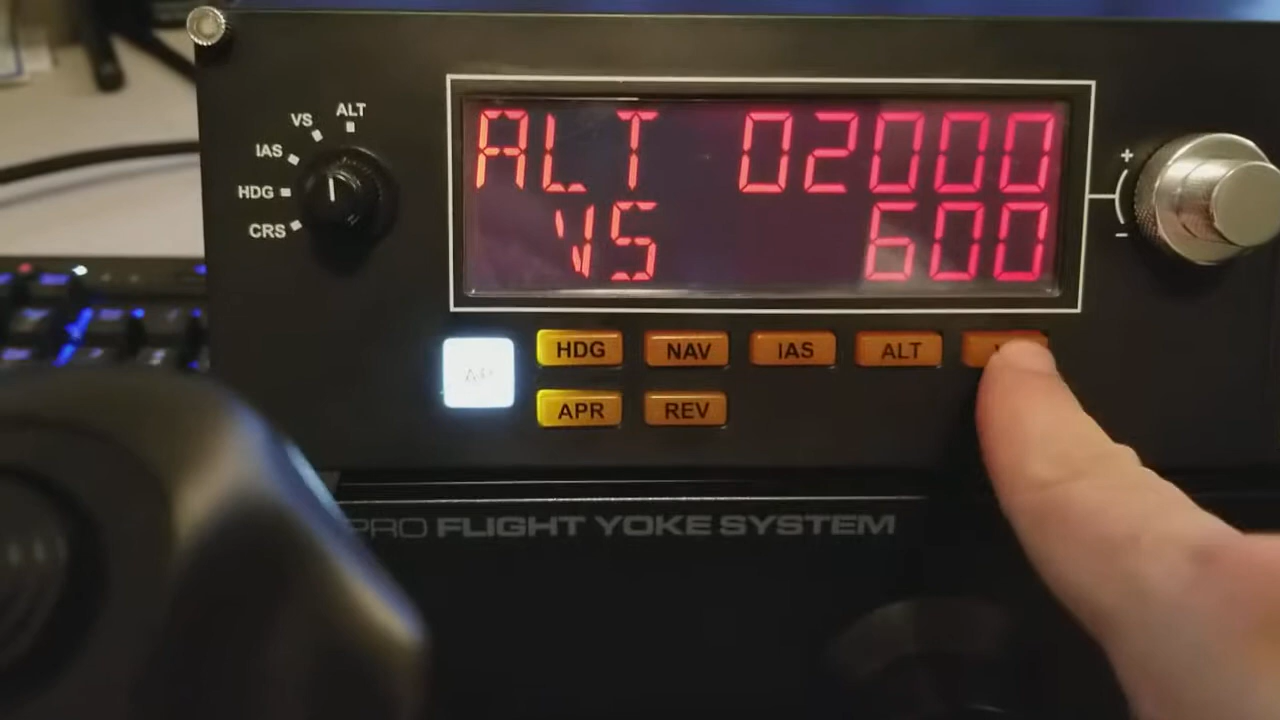 ALT
VS
IAS
HDG
CRS
ALT 02000
VS 600
+
-
HDG NAV IAS ALT
APR REV
PRO FLIGHT YOKE SYSTEM